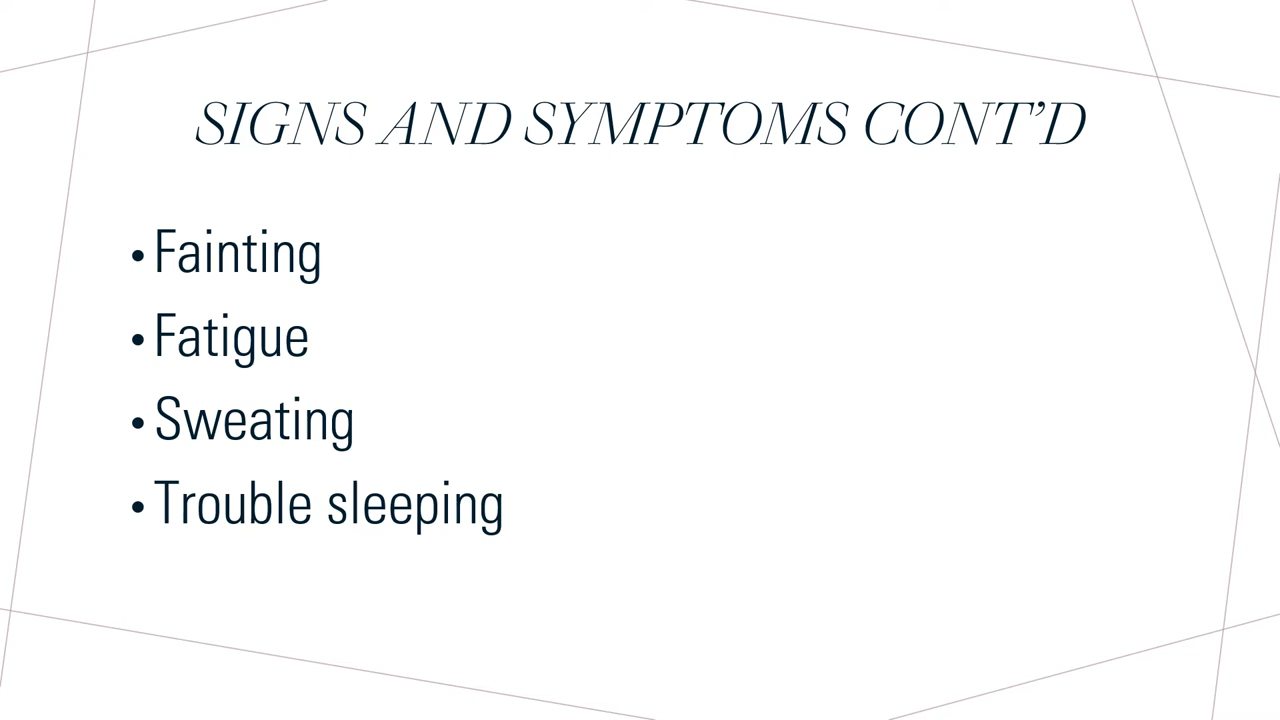 SIGNS AND SYMPTOMS CONT’D
• Fainting
• Fatigue
• Sweating
• Trouble sleeping